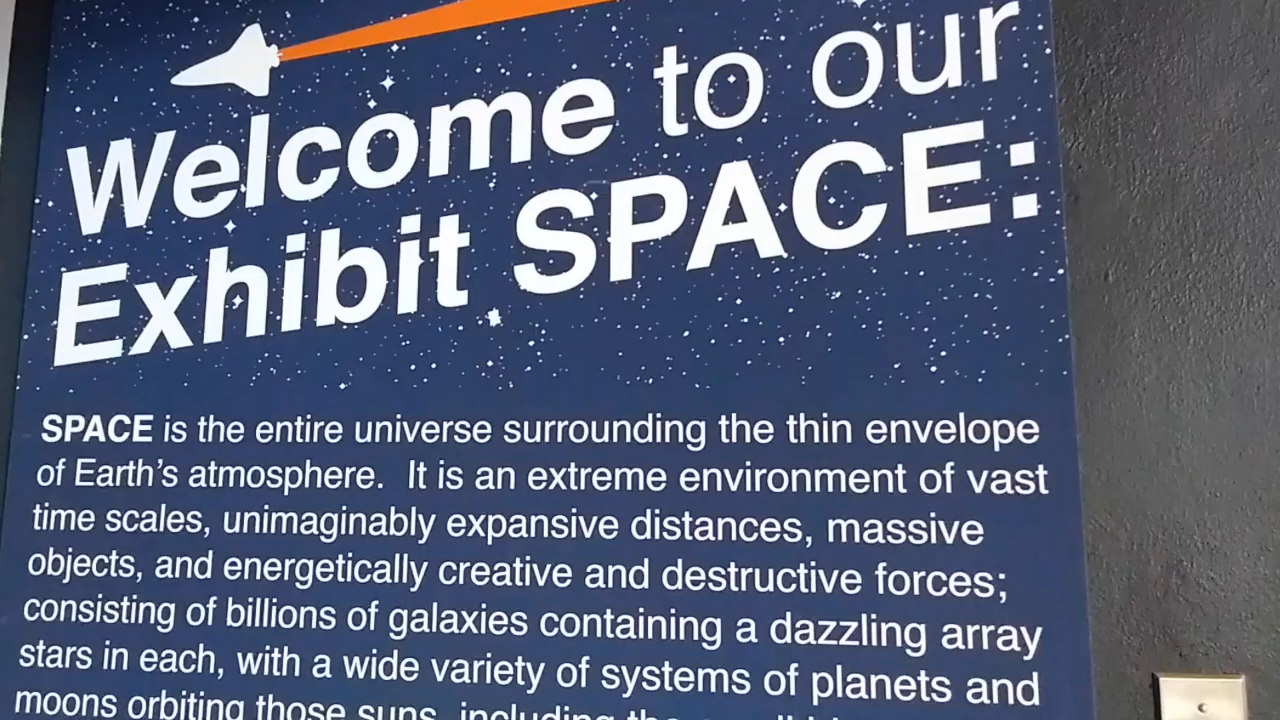 Welcome to our
Exhibit SPACE:
SPACE is the entire universe surrounding the thin envelope
of Earth's atmosphere. It is an extreme environment of vast
time scales, unimaginably expansive distances, massive
objects, and energetically creative and destructive forces;
consisting of billions of galaxies containing a dazzling array
stars in each, with a wide variety of systems of planets and
moons orbiting those suns, including the